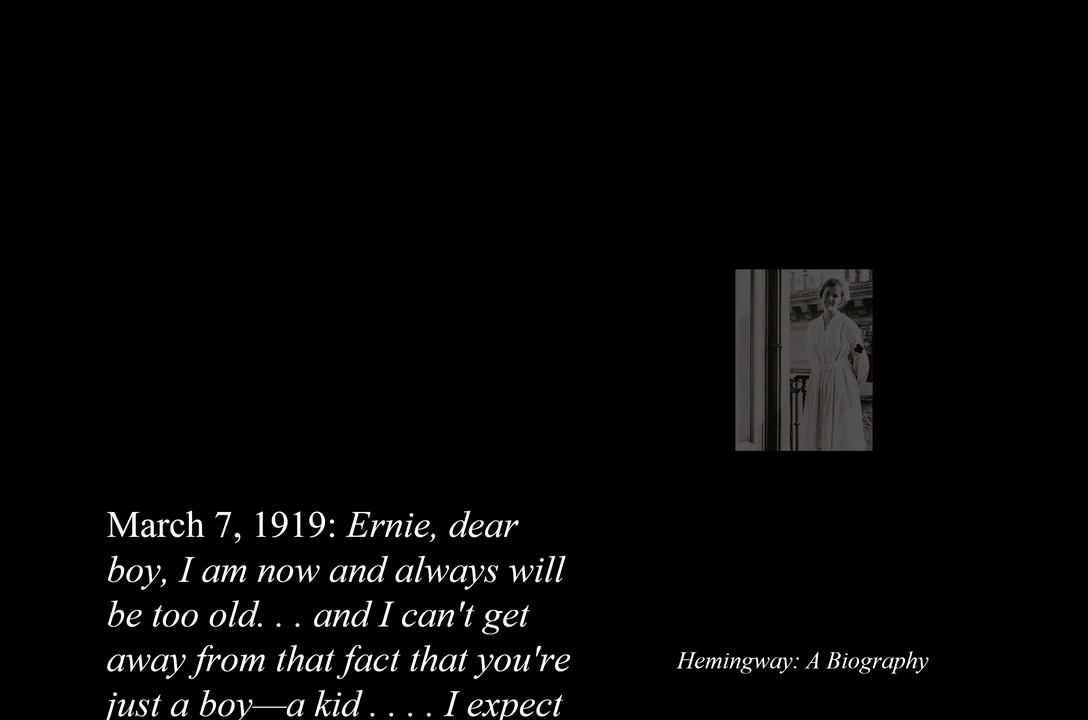 March 7, 1919: Ernie, dear
boy, I am now and always will
be too old. . . and I can't get
away from that fact that you're
just a boy—a kid . . . . I expect
Hemingway: A Biography